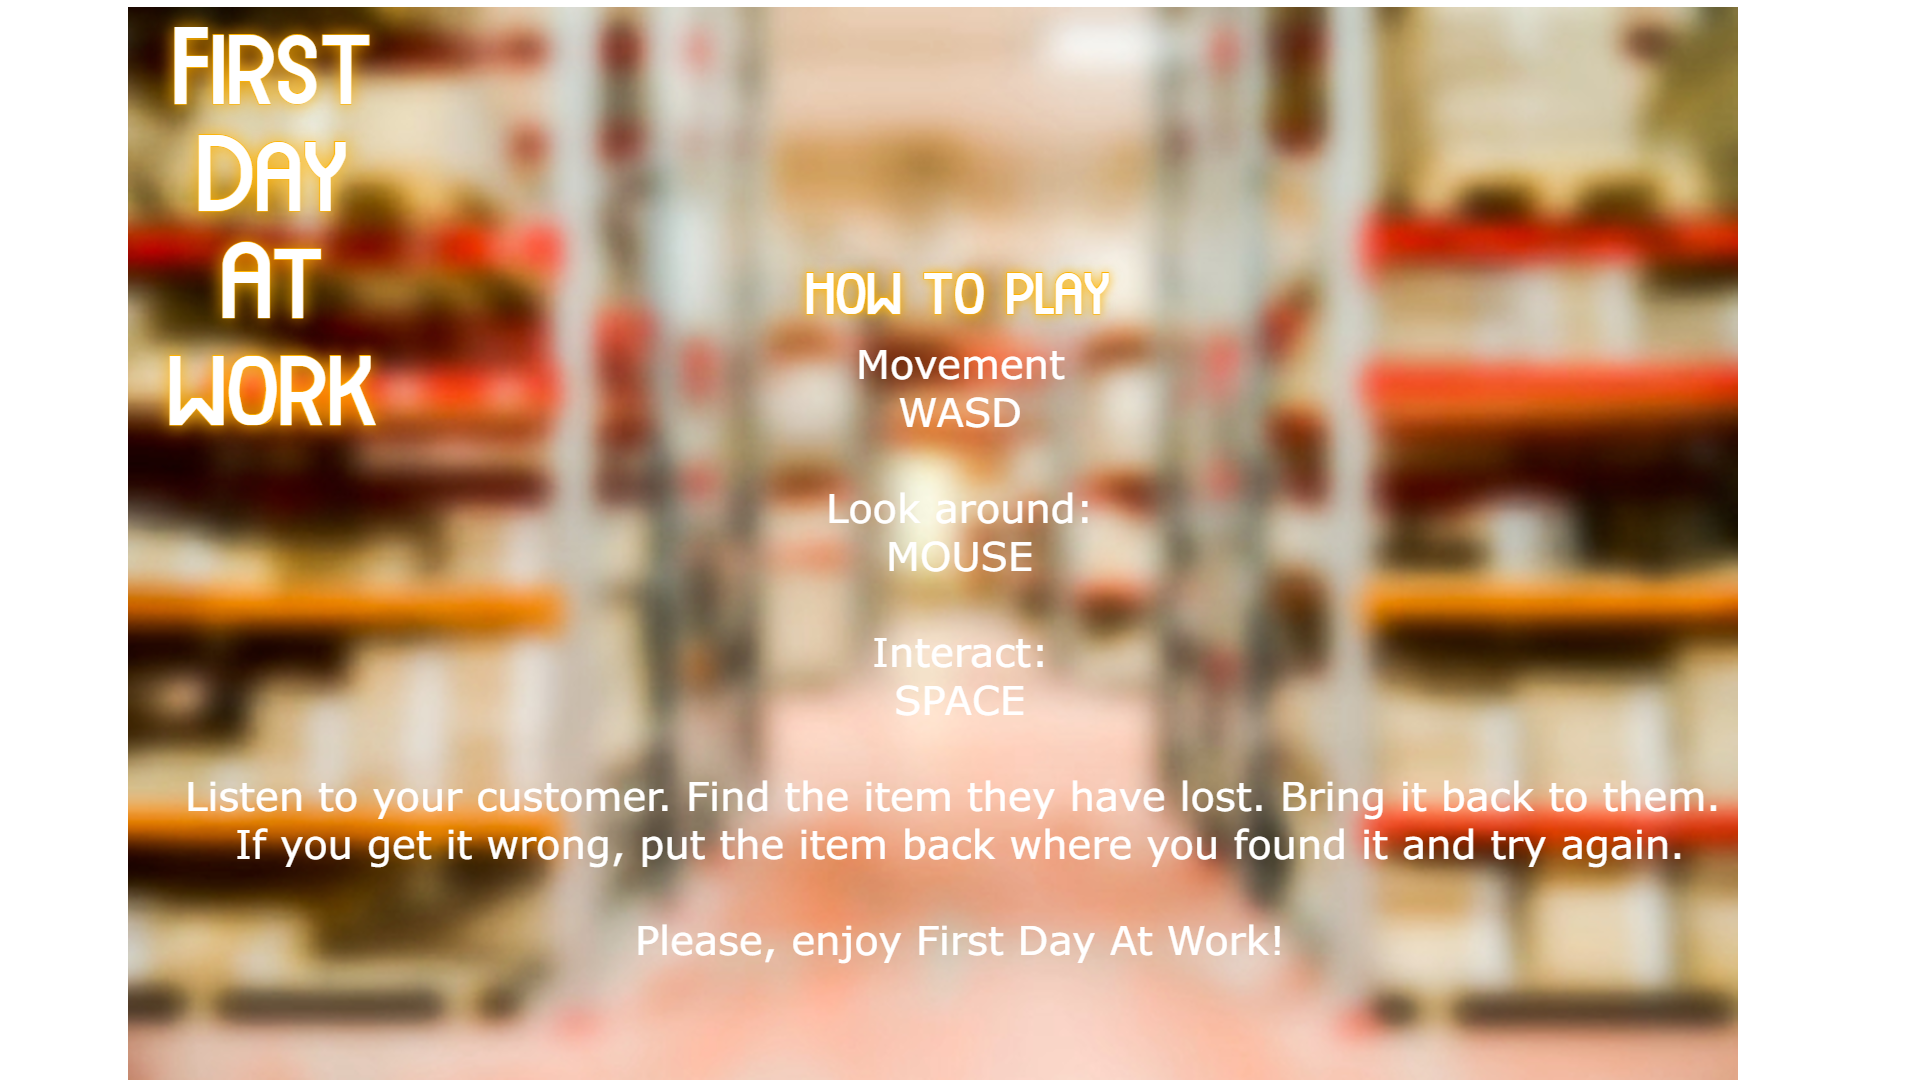 First
Day
At
work
HOW TO PLAY
Movement
WASD
Look around:
MOUSE
Interact:
SPACE
Listen to your customer. Find the item they have lost. Bring it back to them.
If you get it wrong, put the item back where you found it and try again.
Please, enjoy First Day At Work!